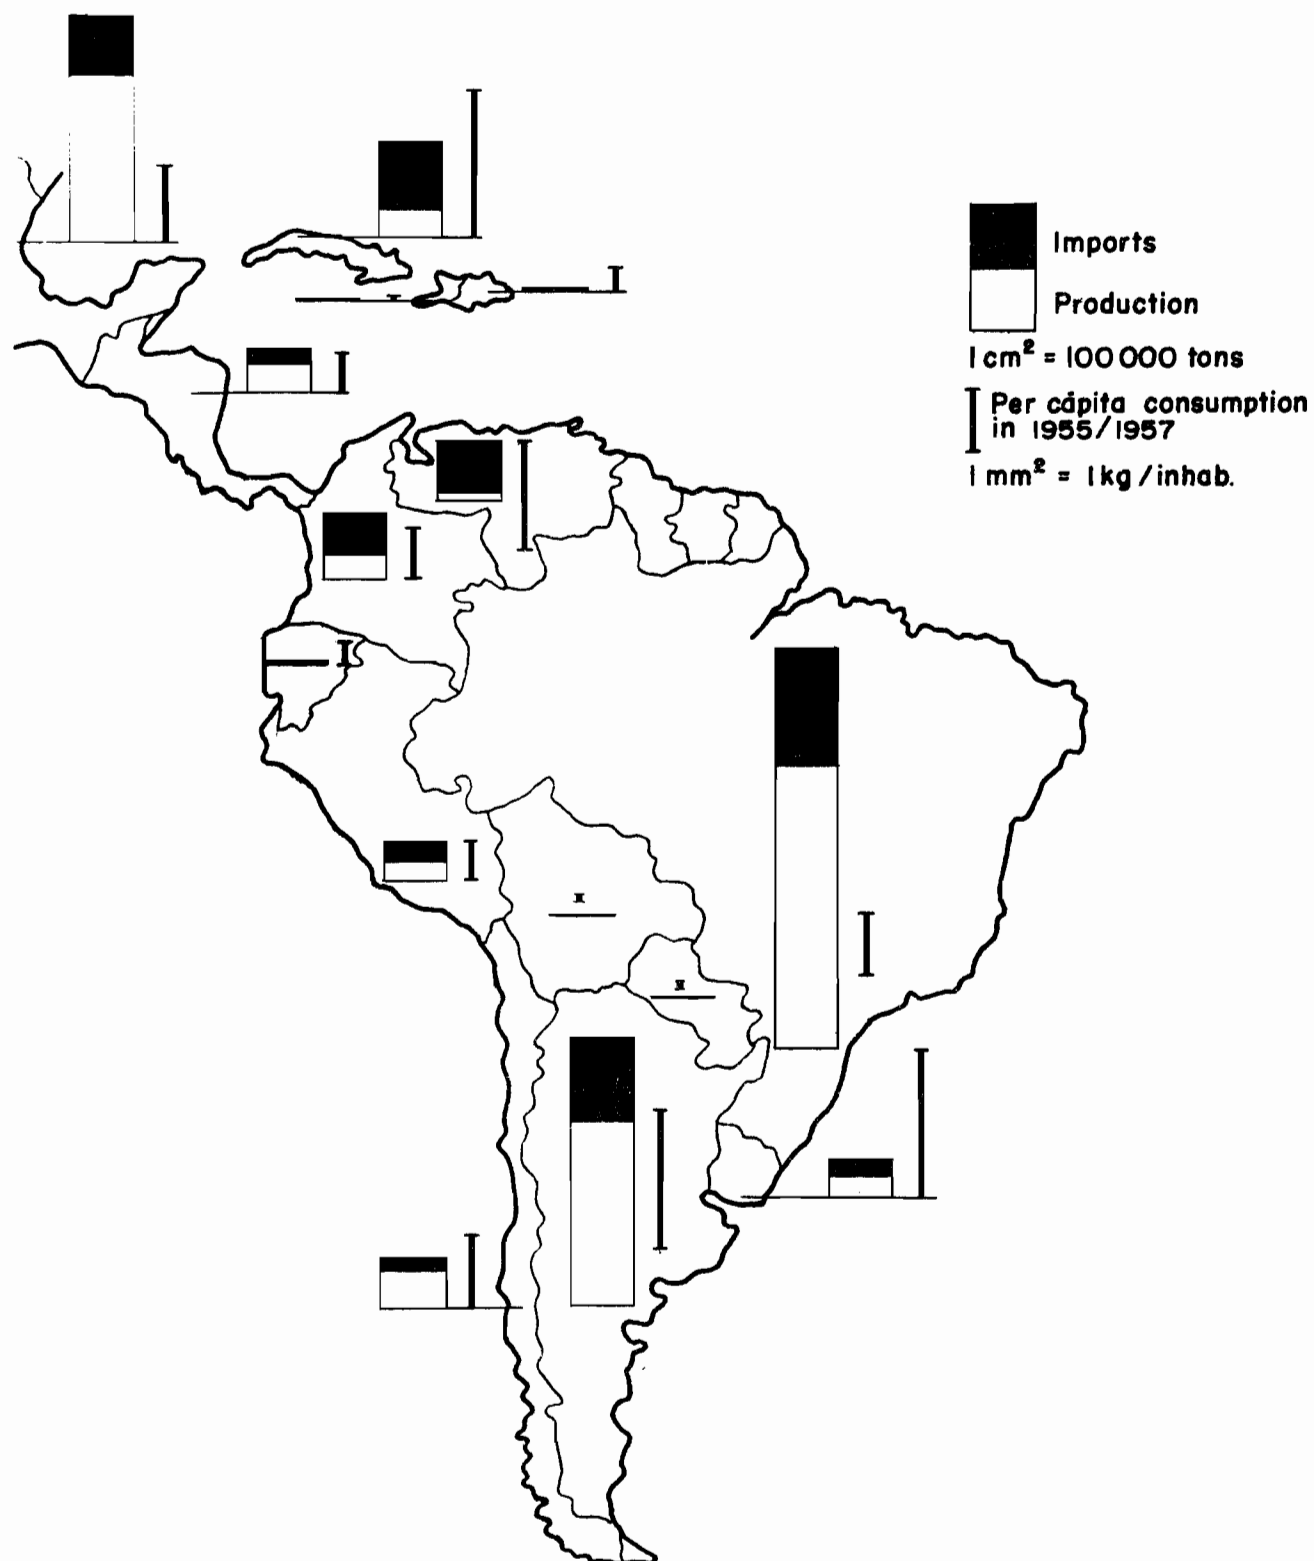 Imports
Production
1 cm² = 100 000 tons
Per cápita consumption
in 1955/1957
1 mm² = 1 kg / inhab.